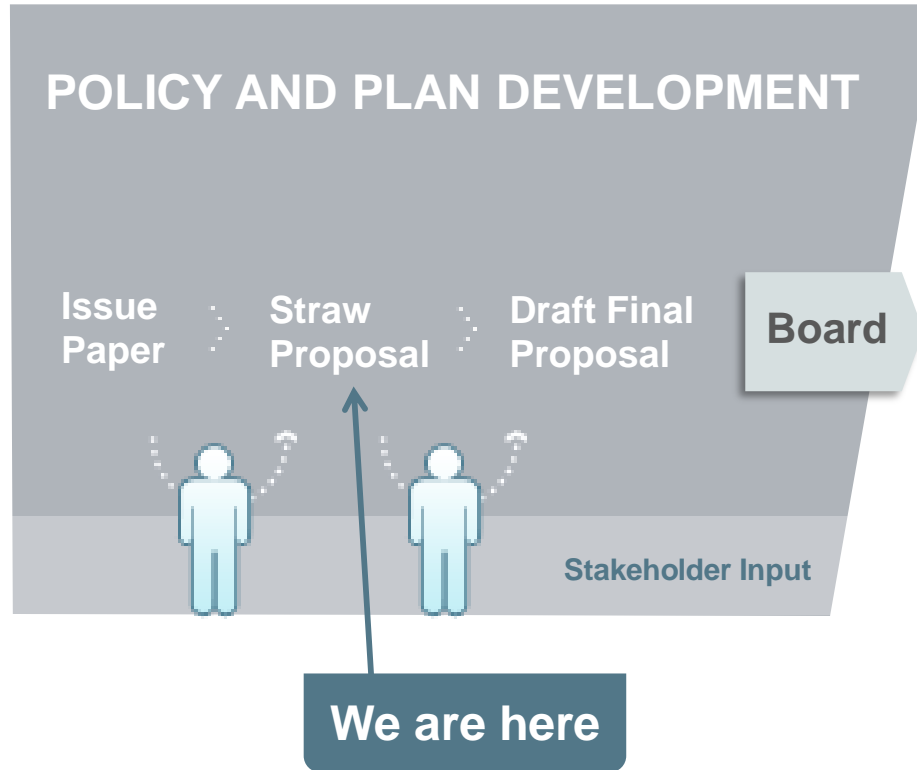 POLICY AND PLAN DEVELOPMENT
Issue
Paper
Straw
Proposal
Draft Final
Proposal
Board
Stakeholder Input
We are here